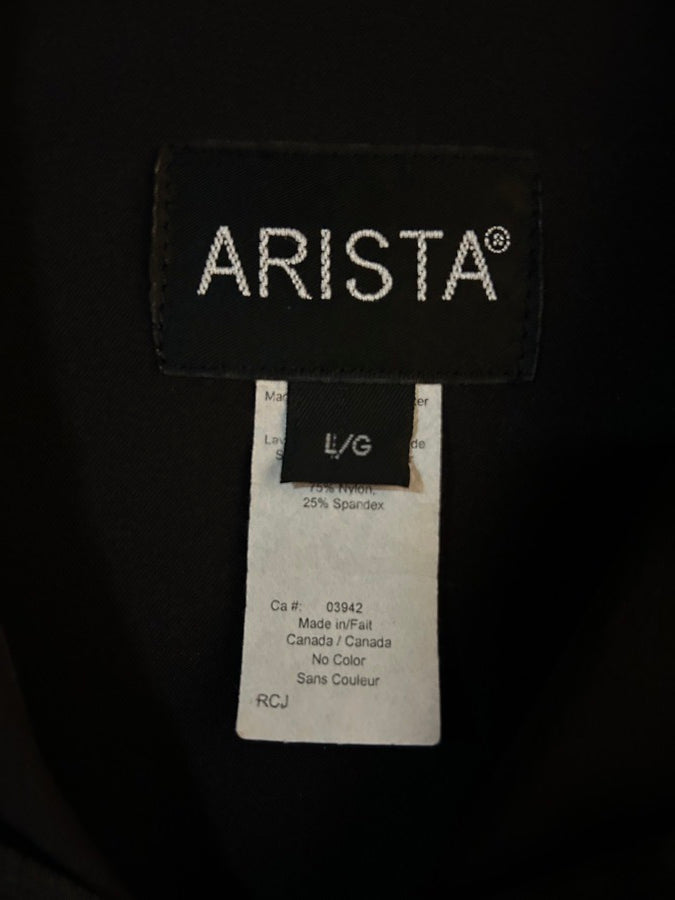 ARISTA®
L/G
75% Nylon,
25% Spandex
Ca #: 03942
Made in/Fait
Canada / Canada
No Color
Sans Couleur
RCJ